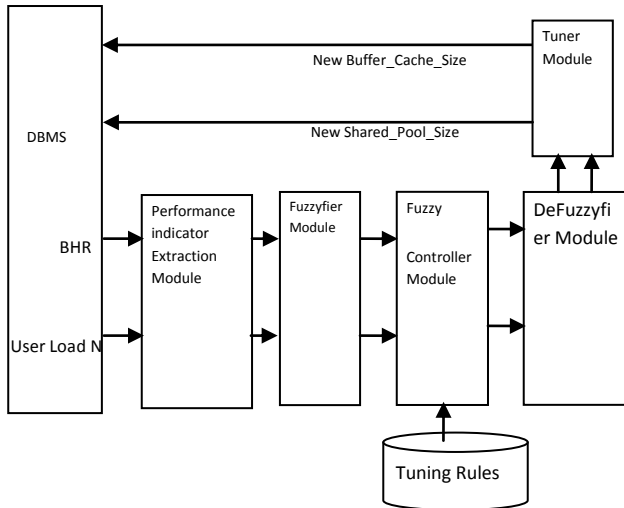 Tuner
Module
New Buffer_Cache_Size
New Shared_Pool_Size
DBMS
BHR
User Load N
Performance
indicator
Extraction
Module
Fuzzyfier
Module
Fuzzy
Controller
Module
DeFuzzyfi
er Module
Tuning Rules